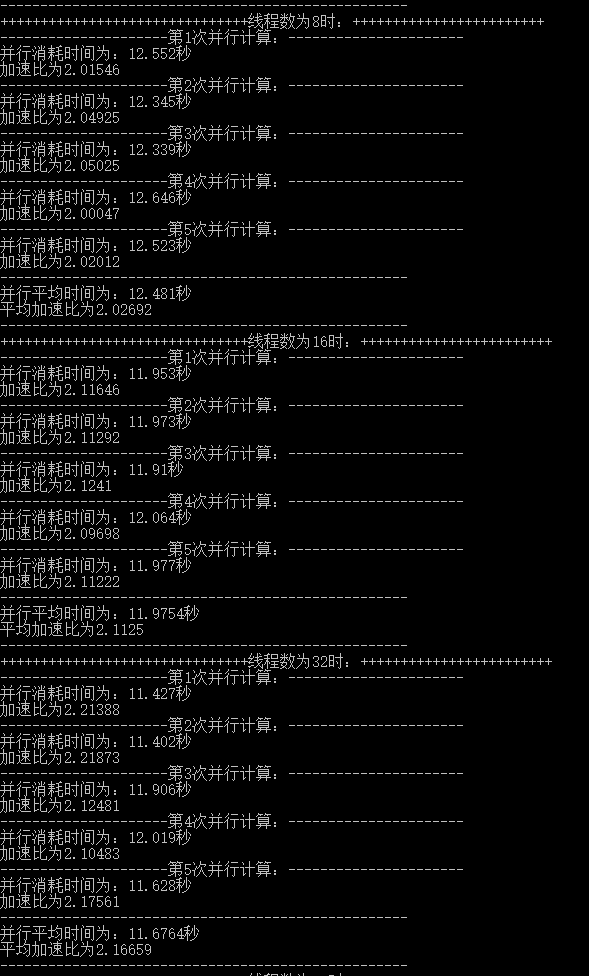 ---------------------------------------------------
+++++++++++++++++++++++++++++++线程数为8时：++++++++++++++++++++++++
---------------------第1次并行计算：----------------------
并行消耗时间为：12.552秒
加速比为2.01546
---------------------第2次并行计算：----------------------
并行消耗时间为：12.345秒
加速比为2.04925
---------------------第3次并行计算：----------------------
并行消耗时间为：12.339秒
加速比为2.05025
---------------------第4次并行计算：----------------------
并行消耗时间为：12.646秒
加速比为2.00047
---------------------第5次并行计算：----------------------
并行消耗时间为：12.523秒
加速比为2.02012
---------------------------------------------------
并行平均时间为：12.481秒
平均加速比为2.02692
---------------------------------------------------
+++++++++++++++++++++++++++++++线程数为16时：++++++++++++++++++++++++
---------------------第1次并行计算：----------------------
并行消耗时间为：11.953秒
加速比为2.11646
---------------------第2次并行计算：----------------------
并行消耗时间为：11.973秒
加速比为2.11292
---------------------第3次并行计算：----------------------
并行消耗时间为：11.91秒
加速比为2.1241
---------------------第4次并行计算：----------------------
并行消耗时间为：12.064秒
加速比为2.09698
---------------------第5次并行计算：----------------------
并行消耗时间为：11.977秒
加速比为2.11222
---------------------------------------------------
并行平均时间为：11.9754秒
平均加速比为2.1125
---------------------------------------------------
+++++++++++++++++++++++++++++++线程数为32时：++++++++++++++++++++++++
---------------------第1次并行计算：----------------------
并行消耗时间为：11.427秒
加速比为2.21388
---------------------第2次并行计算：----------------------
并行消耗时间为：11.402秒
加速比为2.21873
---------------------第3次并行计算：----------------------
并行消耗时间为：11.906秒
加速比为2.12481
---------------------第4次并行计算：----------------------
并行消耗时间为：12.019秒
加速比为2.10483
---------------------第5次并行计算：----------------------
并行消耗时间为：11.628秒
加速比为2.17561
---------------------------------------------------
并行平均时间为：11.6764秒
平均加速比为2.16659
---------------------------------------------------